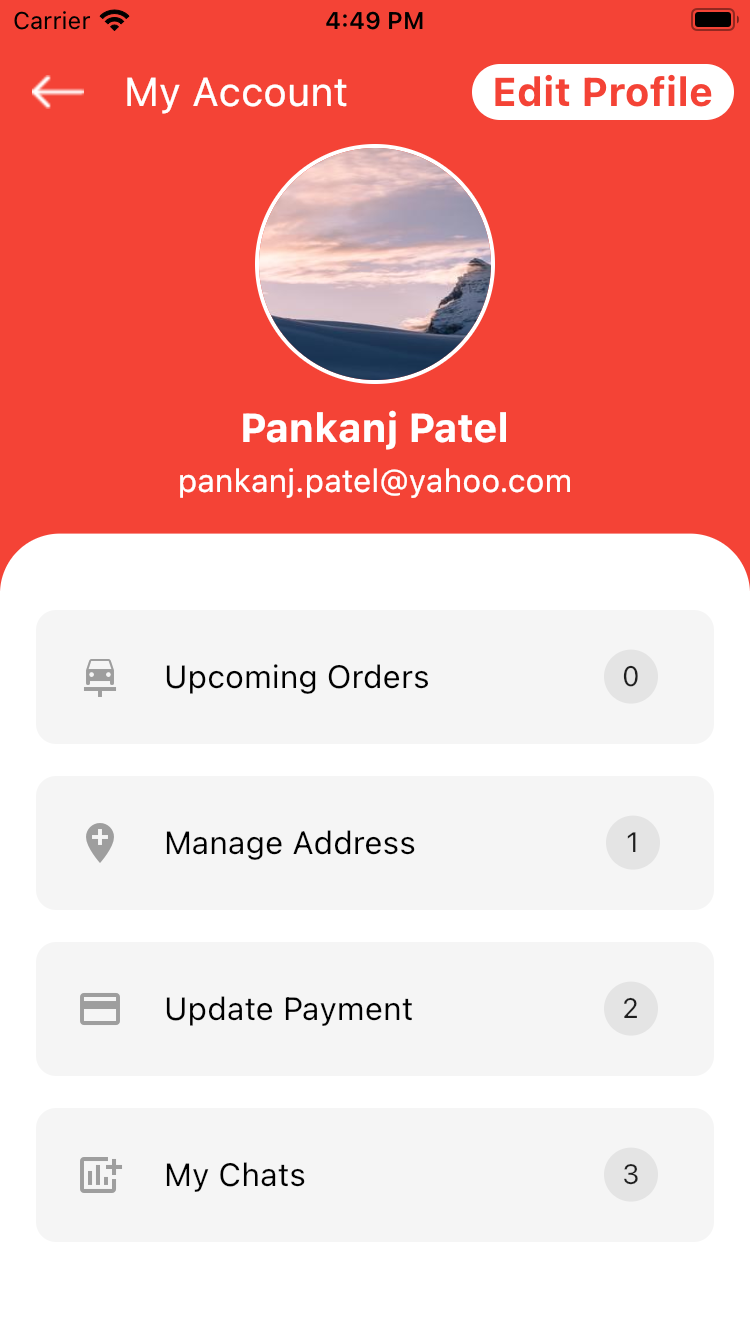 Carrier 4:49 PM
My Account Edit Profile
Pankanj Patel
pankanj.patel@yahoo.com
Upcoming Orders 0
Manage Address 1
Update Payment 2
My Chats 3